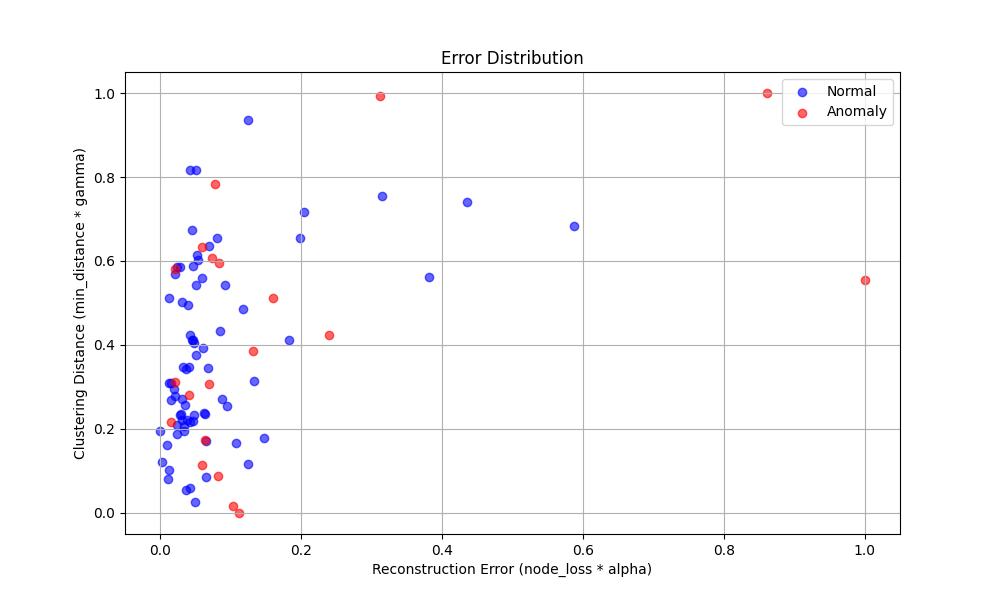 Error Distribution
Normal
Anomaly
Clustering Distance (min_distance * gamma)
1.0
0.8
0.6
0.4
0.2
0.0
0.0 0.2 0.4 0.6 0.8 1.0
Reconstruction Error (node_loss * alpha)